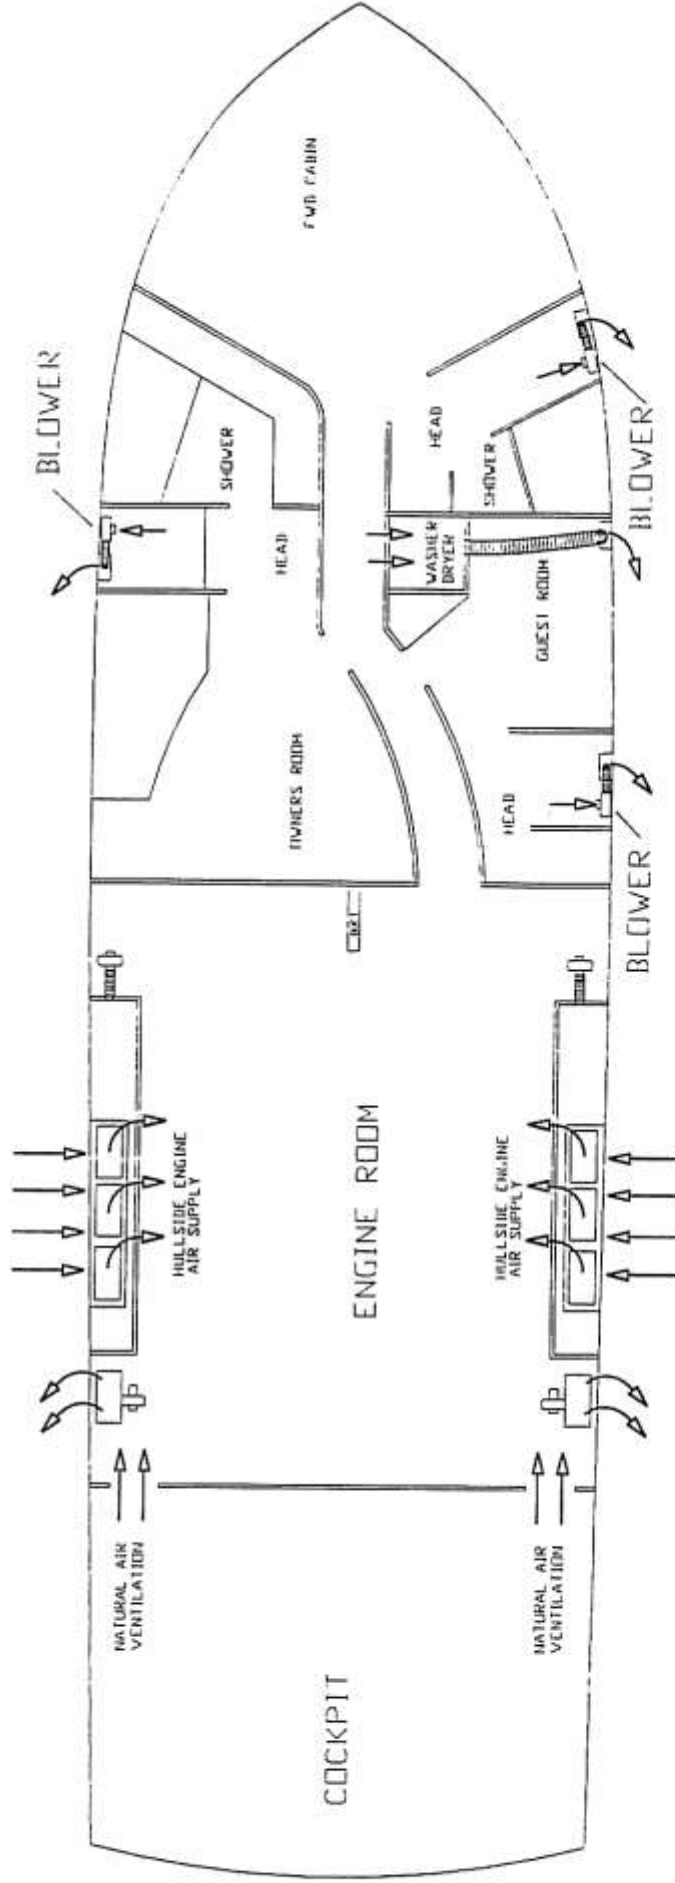 FWD CABIN
BLOWER
SHOWER
HEAD
HEAD
SHOWER
BLOWER
WASHER
DRYER
GUEST ROOM
OWNERS ROOM
HEAD
BLOWER
HULLSIDE ENGINE
AIR SUPPLY
HULLSIDE ENGINE
AIR SUPPLY
ENGINE ROOM
NATURAL AIR
VENTILATION
NATURAL AIR
VENTILATION
COCKPIT